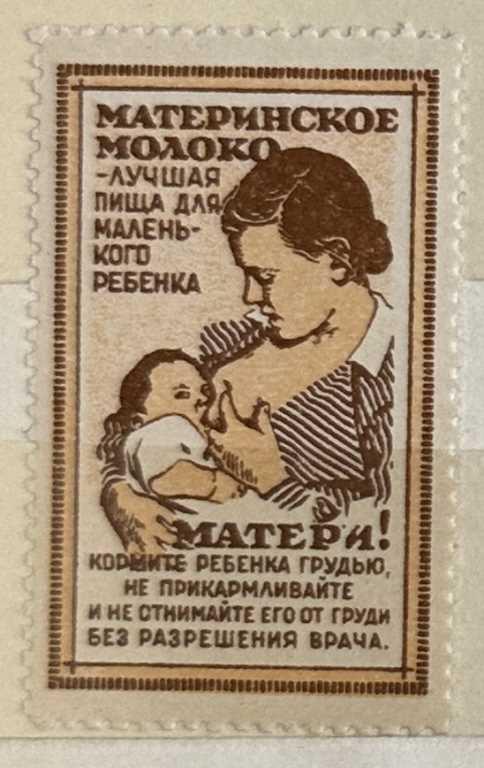 МАТЕРИНСКОЕ
МОЛОКО
-ЛУЧШАЯ
ПИЩА ДЛЯ
МАЛЕНЬ-
КОГО
РЕБЕНКА
МАТЕРИ!
КОРМИТЕ РЕБЕНКА ГРУДЬЮ,
НЕ ПРИКАРМЛИВАЙТЕ
И НЕ ОТНИМАЙТЕ ЕГО ОТ ГРУДИ
БЕЗ РАЗРЕШЕНИЯ ВРАЧА.